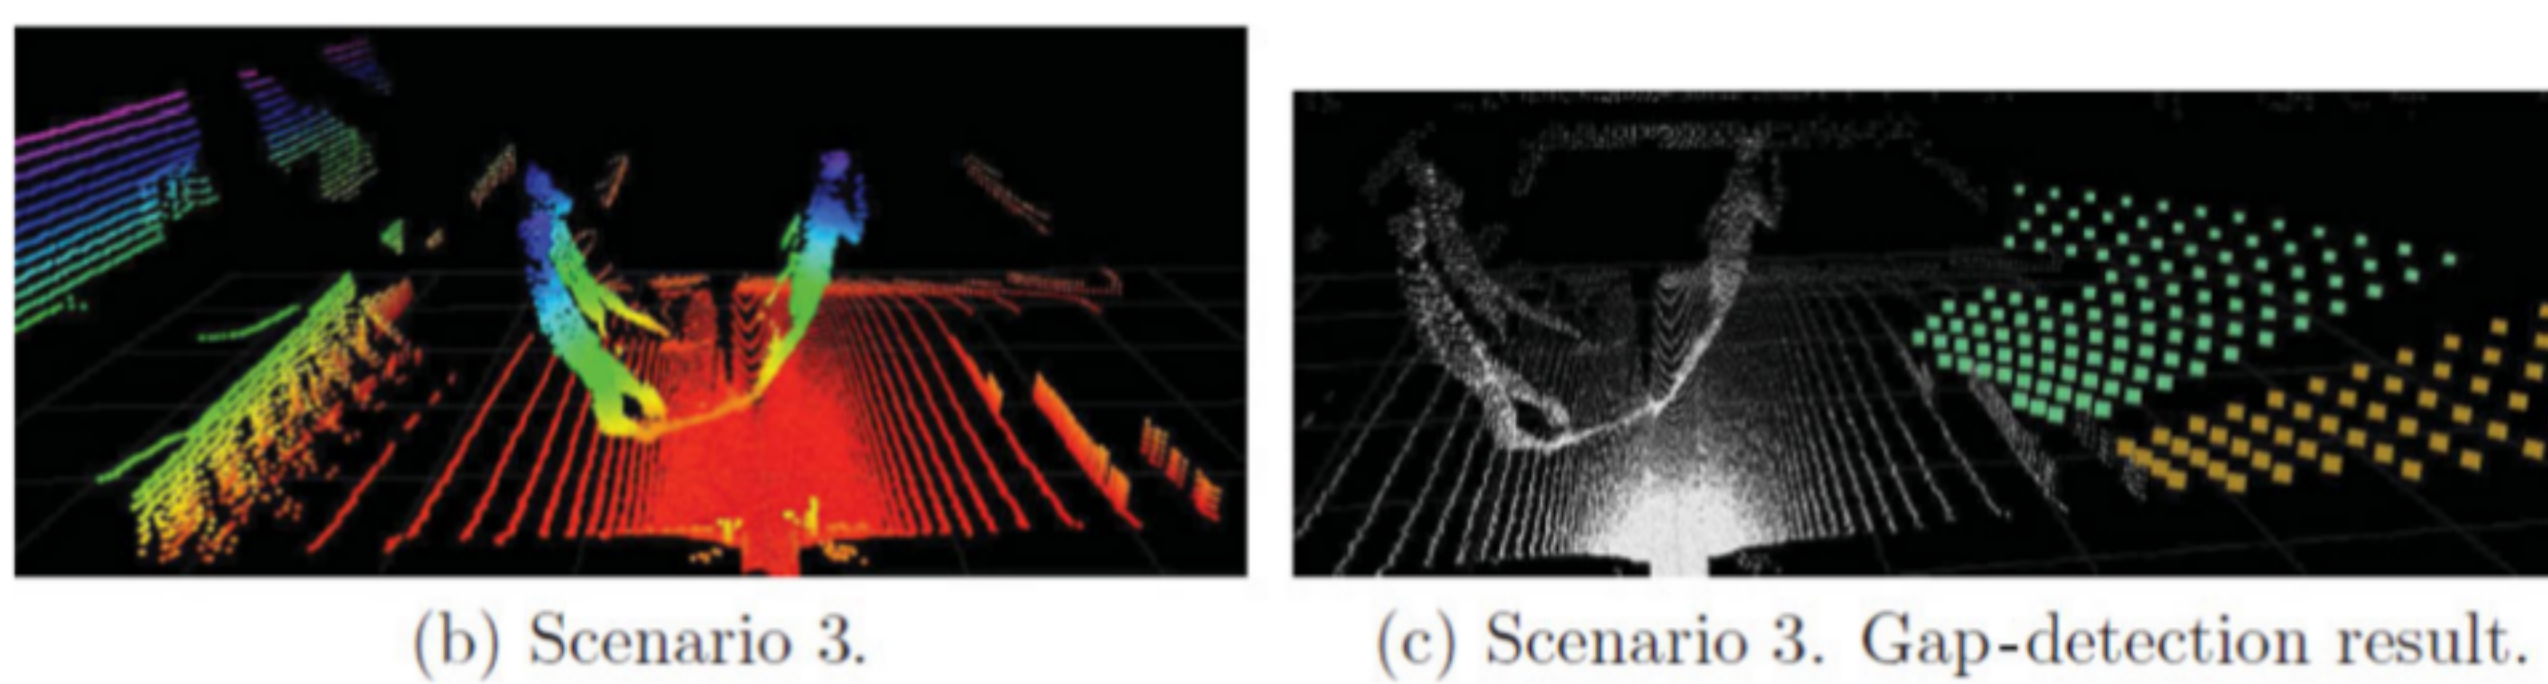 (b) Scenario 3.
(c) Scenario 3. Gap-detection result.